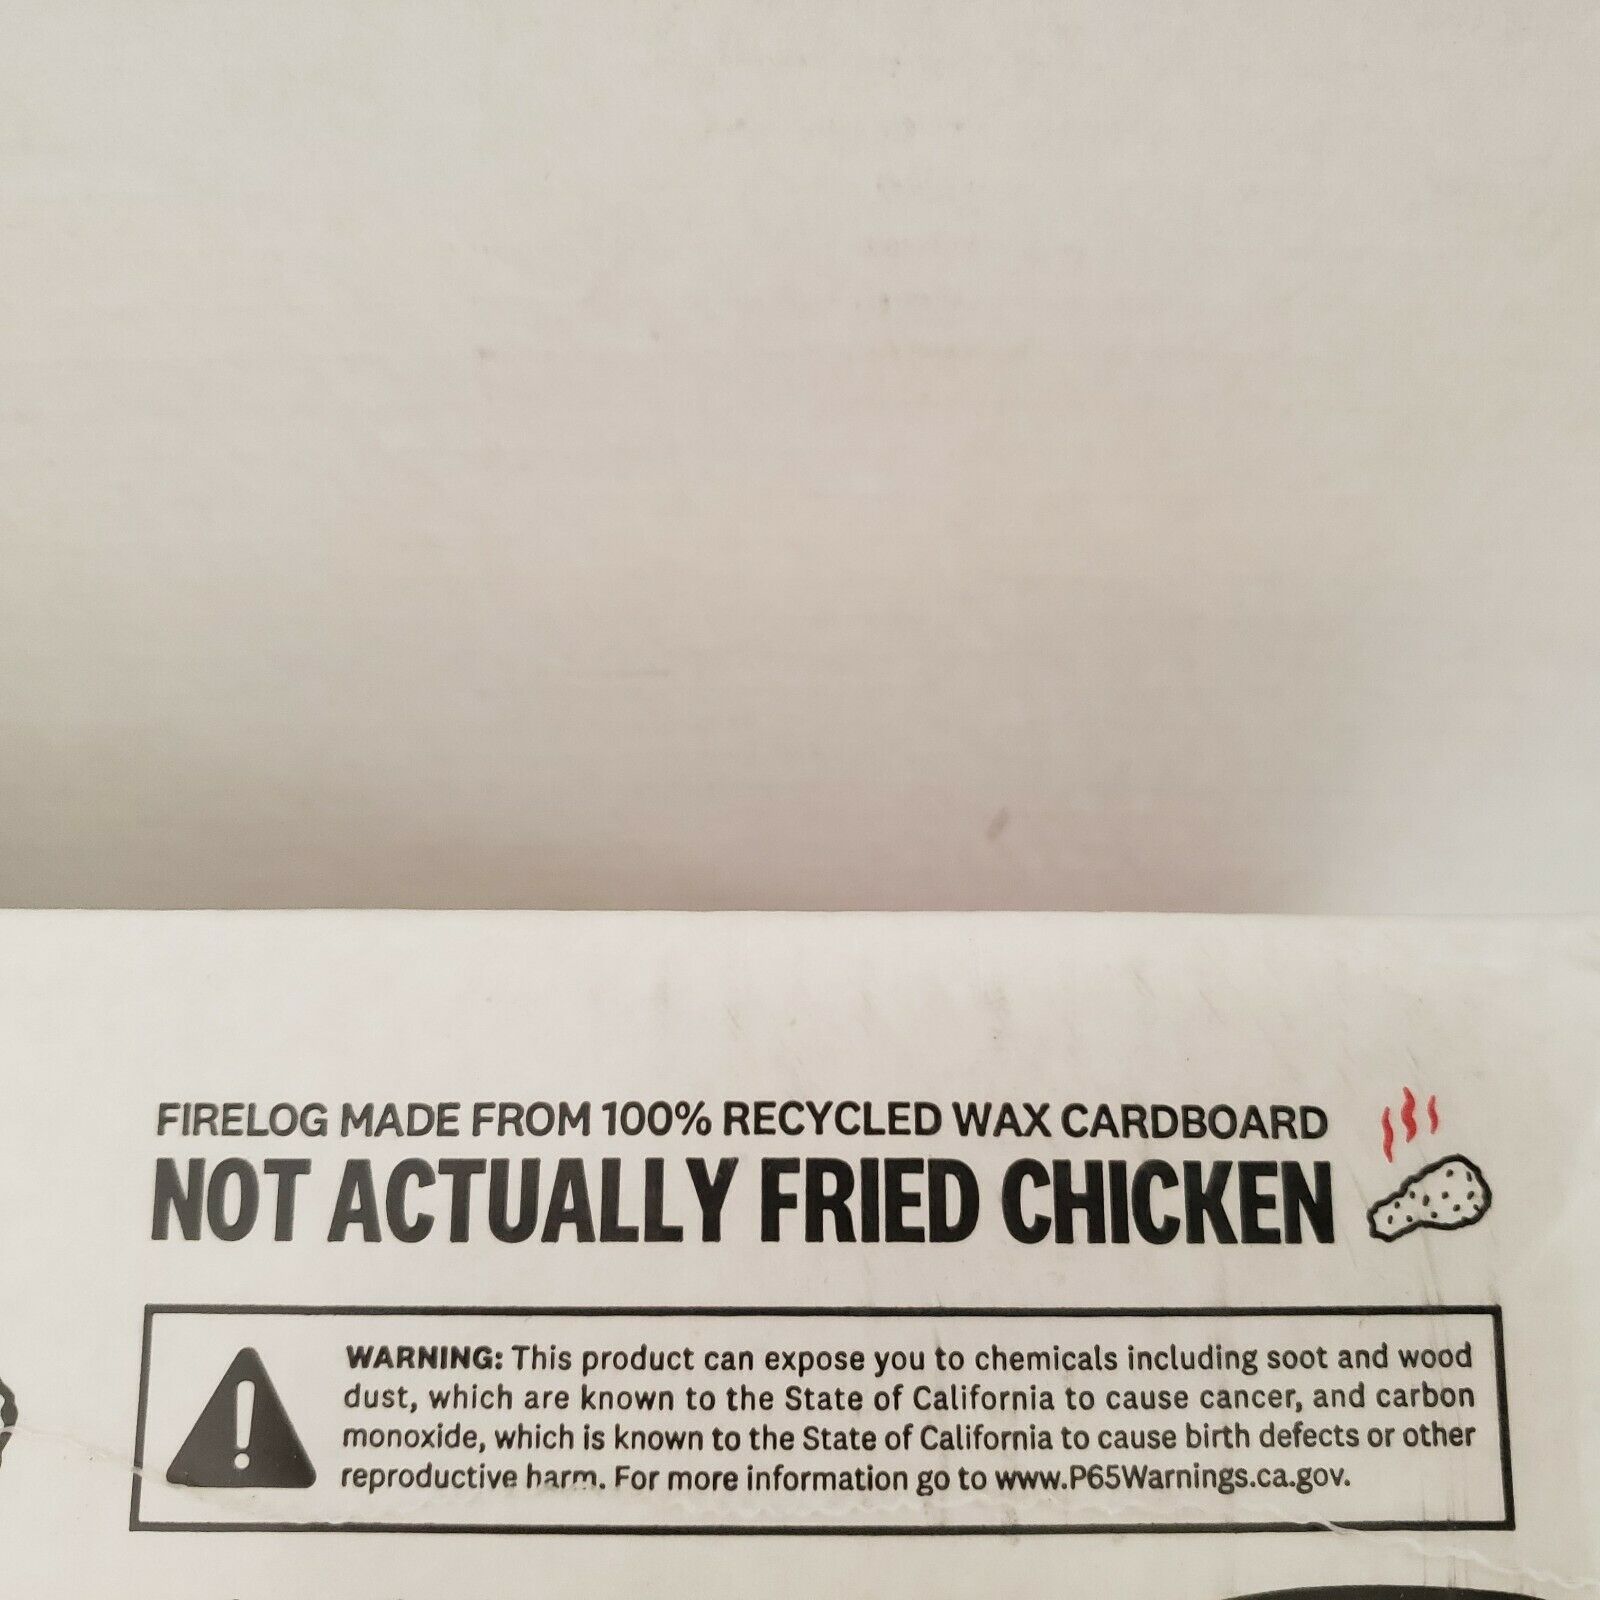 FIRELOG MADE FROM 100% RECYCLED WAX CARDBOARD
NOT ACTUALLY FRIED CHICKEN
WARNING: This product can expose you to chemicals including soot and wood
dust, which are known to the State of California to cause cancer, and carbon
monoxide, which is known to the State of California to cause birth defects or other
reproductive harm. For more information go to www.P65Warnings.ca.gov.